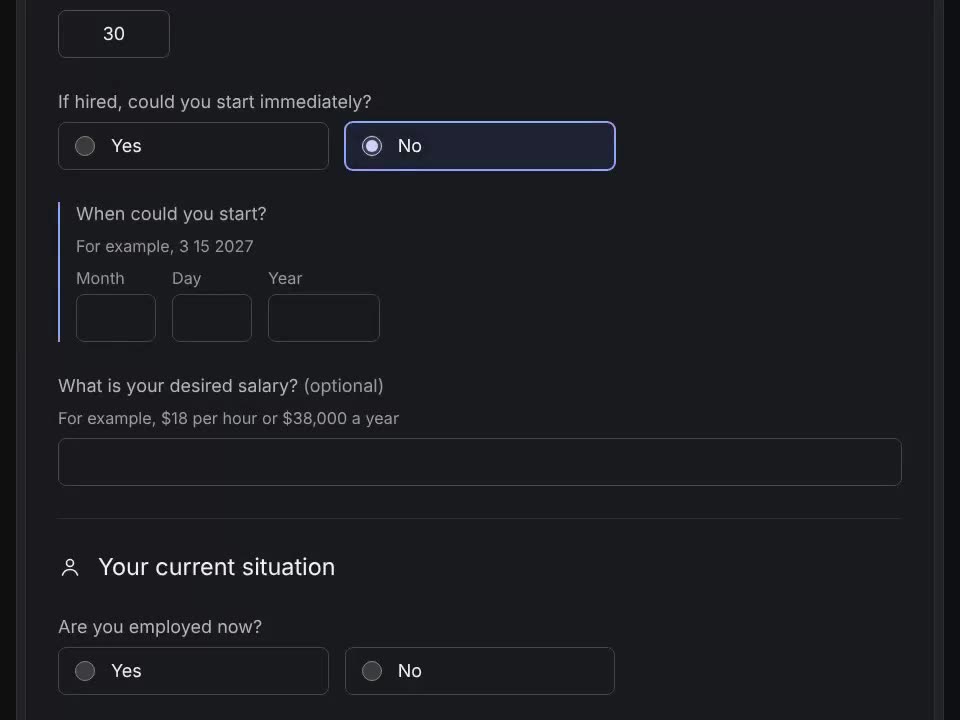 30
If hired, could you start immediately?
Yes
No
When could you start?
For example, 3 15 2027
Month Day Year
What is your desired salary? (optional)
For example, $18 per hour or $38,000 a year
Your current situation
Are you employed now?
Yes
No